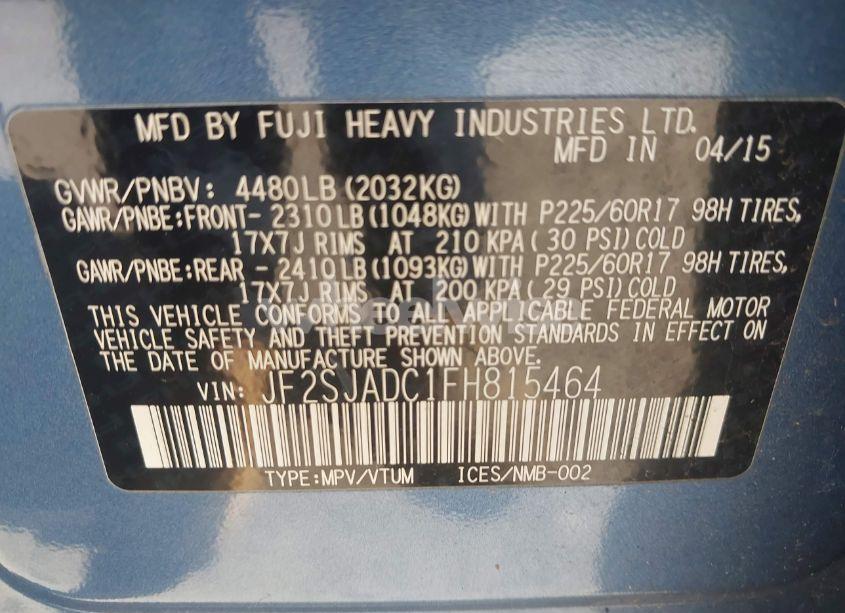 MFD BY FUJI HEAVY INDUSTRIES LTD.
MFD IN 04/15
GVWR/PNBV: 4480LB(2032KG)
GAWR/PNBE:FRONT- 2310LB(1048KG)WITH P225/60R17 98H TIRES,
17X7J RIMS AT 210 KPA(30 PSI)COLD
GAWR/PNBE:REAR - 2410LB(1093KG)WITH P225/60R17 98H TIRES,
17X7J RIMS AT 200 KPA(29 PSI)COLD
THIS VEHICLE CONFORMS TO ALL APPLICABLE FEDERAL MOTOR
VEHICLE SAFETY AND THEFT PREVENTION STANDARDS IN EFFECT ON
THE DATE OF MANUFACTURE SHOWN ABOVE.
VIN: JF2SJADC1FH815464
TYPE:MPV/VTUM ICES/NMB-002